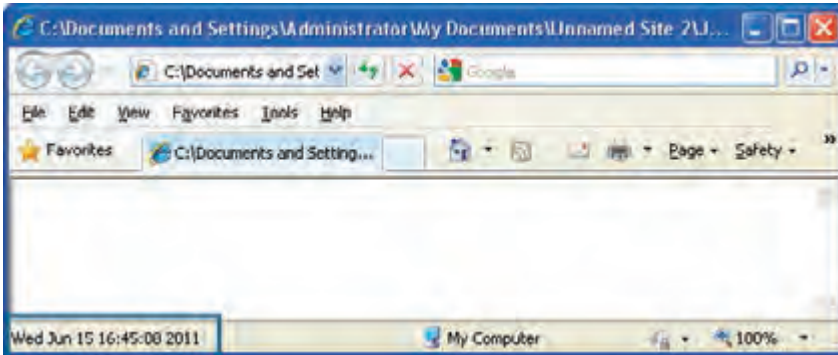 C:\Documents and Settings\Administrator\My Documents\Unnamed Site 2\J...
C:\Documents and Set Google
File Edit View Favorites Tools Help
Favorites C:\Documents and Setting... Page Safety »
Wed Jun 15 16:45:08 2011 My Computer 100%